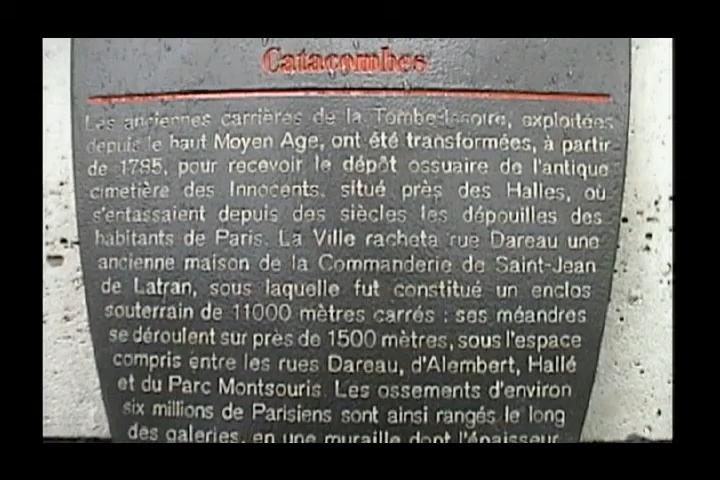 Catacombes
Les anciennes carrières de la Tombe-Issoire, exploitées
depuis le haut Moyen Age, ont été transformées, à partir
de 1785, pour recevoir le dépôt ossuaire de l'antique
cimetière des Innocents, situé près des Halles, où
s'entassaient depuis des siècles les dépouilles des
habitants de Paris. La Ville racheta rue Dareau une
ancienne maison de la Commanderie de Saint-Jean
de Latran, sous laquelle fut constitué un enclos
souterrain de 11000 mètres carrés : ses méandres
se déroulent sur près de 1500 mètres, sous l'espace
compris entre les rues Dareau, d'Alembert, Hallé
et du Parc Montsouris. Les ossements d'environ
six millions de Parisiens sont ainsi rangés le long
des galeries, en une muraille dont l'épaisseur